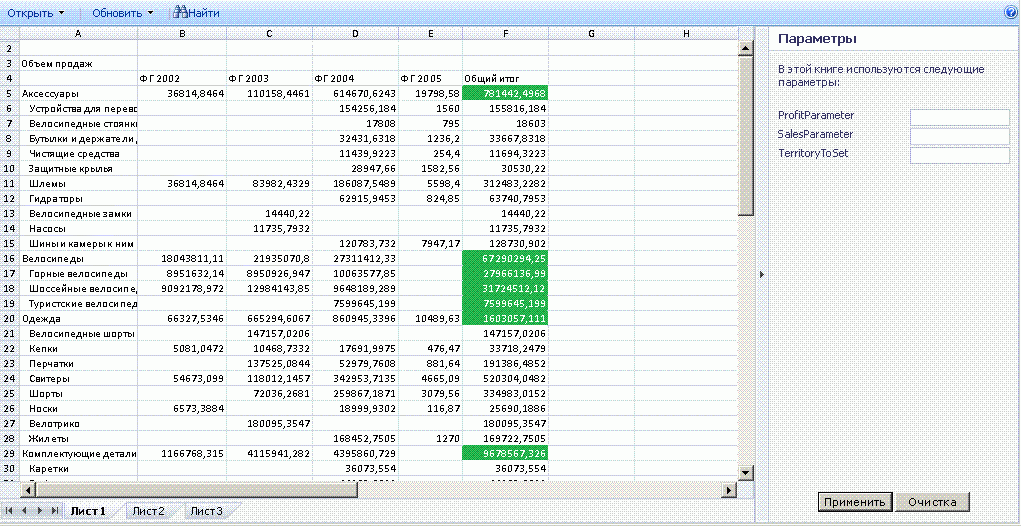 Открыть Обновить Найти
A B C D E F G H
2
3 Объем продаж
4 ФГ 2002 ФГ 2003 ФГ 2004 ФГ 2005 Общий итог
5 Аксессуары 36814,8464 110158,4461 614670,6243 19798,58 781442,4968
6 Устройства для перевс 154256,184 1560 155816,184
7 Велосипедные стоянк 17808 795 18603
8 Бутылки и держатели, 32431,6318 1236,2 33667,8318
9 Чистящие средства 11439,9223 254,4 11694,3223
10 Защитные крылья 28947,66 1582,56 30530,22
11 Шлемы 36814,8464 83982,4329 186087,5489 5598,4 312483,2282
12 Гидраторы 62915,9453 824,85 63740,7953
13 Велосипедные замки 14440,22 14440,22
14 Насосы 11735,7932 11735,7932
15 Шины и камеры к ним 120783,732 7947,17 128730,902
16 Велосипеды 18043811,11 21935070,8 27311412,33 67290294,25
17 Горные велосипеды 8951632,14 8950926,947 10063577,85 27966136,99
18 Шоссейные велосипе, 9092178,972 12984143,85 9648189,289 31724512,12
19 Туристские велосипед 7599645,199 7599645,199
20 Одежда 66327,5346 665294,6067 860945,3396 10489,63 1603057,111
21 Велосипедные шорты 147157,0206 147157,0206
22 Кепки 5081,0472 10468,7332 17691,9975 476,47 33718,2479
23 Перчатки 137525,0844 52979,7608 881,64 191386,4852
24 Свитеры 54673,099 118012,1457 342953,7135 4665,09 520304,0482
25 Шорты 72036,2681 259867,1871 3079,56 334983,0152
26 Носки 6573,3884 18999,9302 116,87 25690,1886
27 Велотрико 180095,3547 180095,3547
28 Жилеты 168452,7505 1270 169722,7505
29 Комплектующие детали 1166768,315 4115941,282 4395860,729 9678567,326
30 Каретки 36073,554 36073,554
Лист1 Лист2 Лист3
Параметры
В этой книге используются следующие
параметры:
ProfitParameter
SalesParameter
TerritoryToSet
Применить Очистка